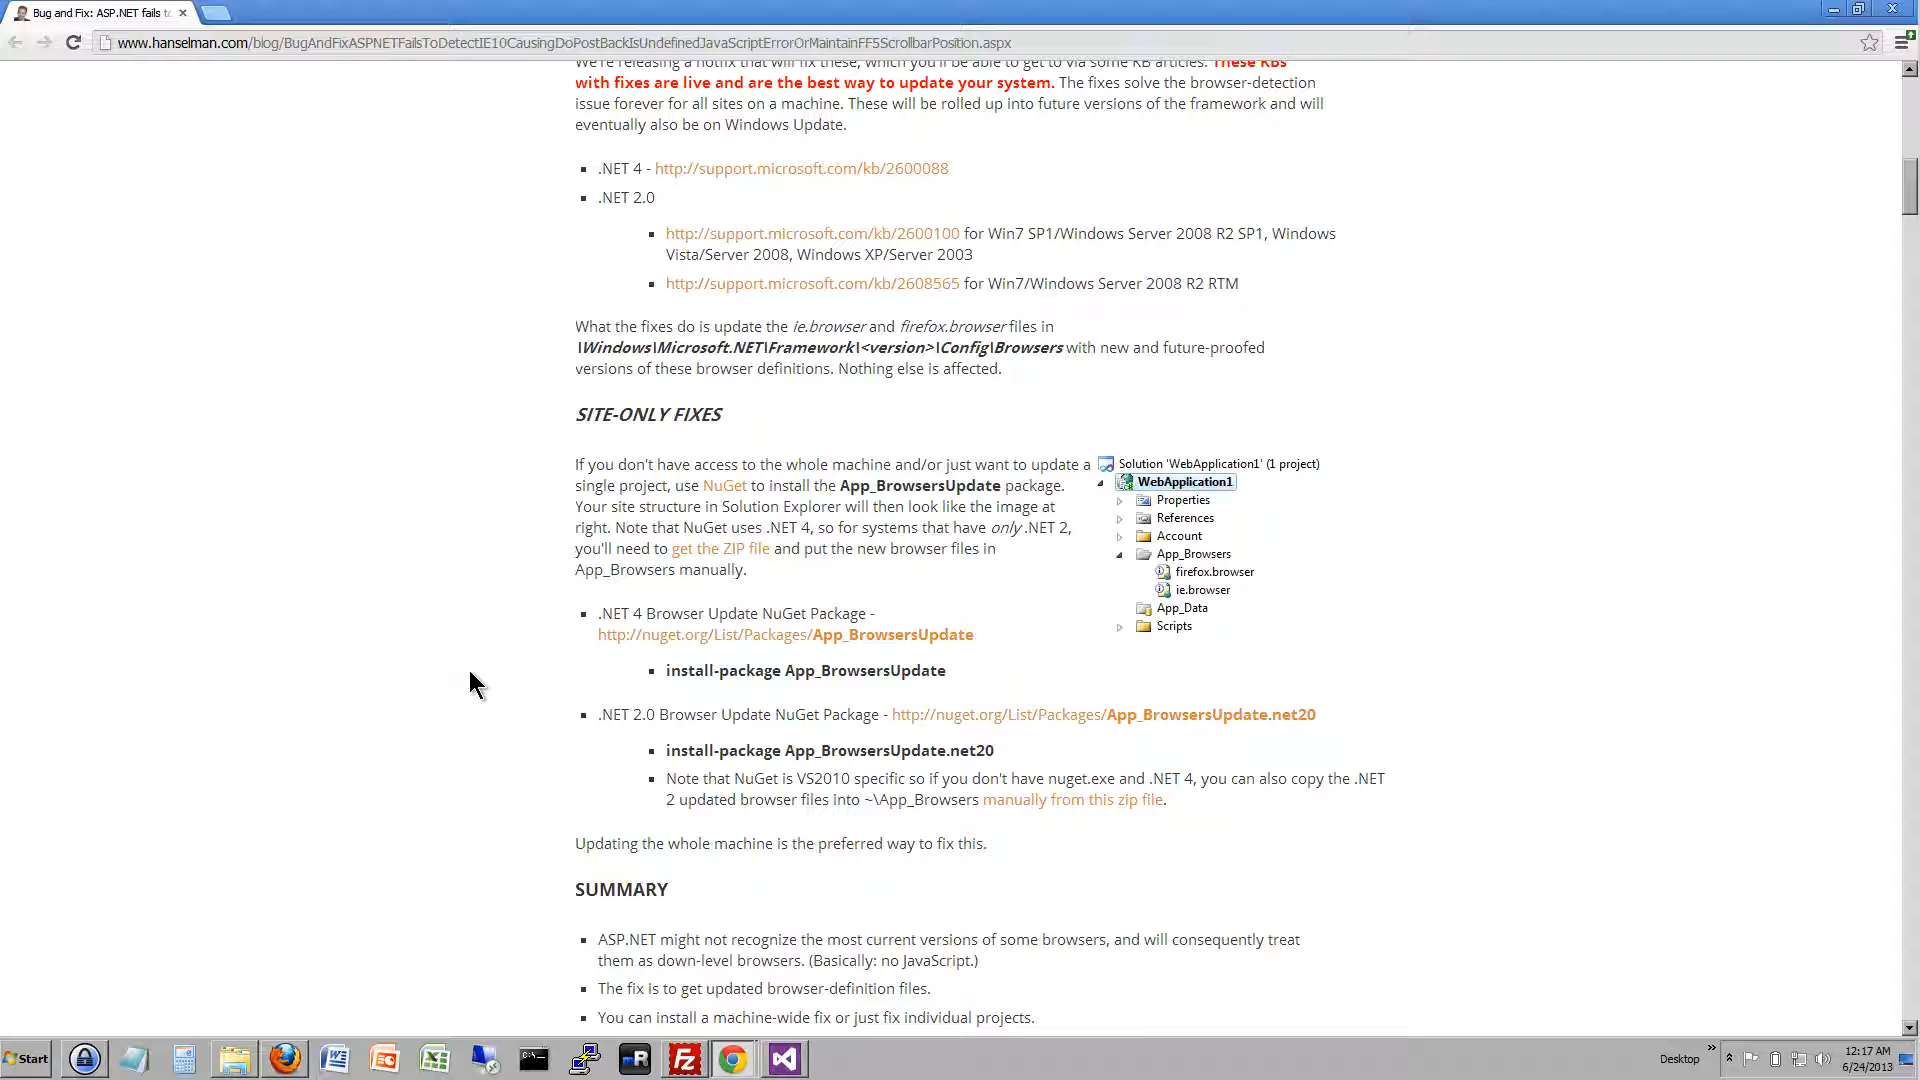 Bug and Fix: ASP.NET fails to
www.hanselman.com/blog/BugAndFixASPNETFailsToDetectIE10CausingDoPostBackIsUndefinedJavaScriptErrorOrMaintainFF5ScrollbarPosition.aspx
We're releasing a hotfix that will fix these, which you'll be able to get to via some KB articles. These KBs
with fixes are live and are the best way to update your system. The fixes solve the browser-detection
issue forever for all sites on a machine. These will be rolled up into future versions of the framework and will
eventually also be on Windows Update.
.NET 4 - http://support.microsoft.com/kb/2600088
.NET 2.0
http://support.microsoft.com/kb/2600100 for Win7 SP1/Windows Server 2008 R2 SP1, Windows
Vista/Server 2008, Windows XP/Server 2003
http://support.microsoft.com/kb/2608565 for Win7/Windows Server 2008 R2 RTM
What the fixes do is update the ie.browser and firefox.browser files in
\Windows\Microsoft.NET\Framework\<version>\Config\Browsers with new and future-proofed
versions of these browser definitions. Nothing else is affected.
SITE-ONLY FIXES
If you don't have access to the whole machine and/or just want to update a
single project, use NuGet to install the App_BrowsersUpdate package.
Your site structure in Solution Explorer will then look like the image at
right. Note that NuGet uses .NET 4, so for systems that have only .NET 2,
you'll need to get the ZIP file and put the new browser files in
App_Browsers manually.
Solution 'WebApplication1' (1 project)
WebApplication1
Properties
References
Account
App_Browsers
firefox.browser
ie.browser
App_Data
Scripts
.NET 4 Browser Update NuGet Package -
http://nuget.org/List/Packages/App_BrowsersUpdate
install-package App_BrowsersUpdate
.NET 2.0 Browser Update NuGet Package - http://nuget.org/List/Packages/App_BrowsersUpdate.net20
install-package App_BrowsersUpdate.net20
Note that NuGet is VS2010 specific so if you don't have nuget.exe and .NET 4, you can also copy the .NET
2 updated browser files into ~\App_Browsers manually from this zip file.
Updating the whole machine is the preferred way to fix this.
SUMMARY
ASP.NET might not recognize the most current versions of some browsers, and will consequently treat
them as down-level browsers. (Basically: no JavaScript.)
The fix is to get updated browser-definition files.
You can install a machine-wide fix or just fix individual projects.
Start
Desktop
12:17 AM
6/24/2013